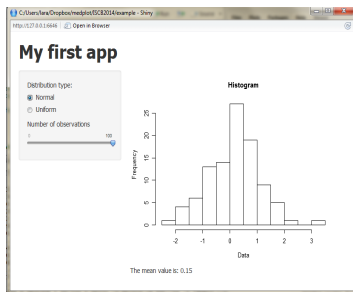 C:/Users/lara/Dropbox/medplot/ISCB2014/example - Shiny
http://127.0.0.1:6646 Open in Browser
My first app
Distribution type:
Normal
Uniform
Number of observations
0 100
Histogram
Frequency
25
20
15
10
5
0
-2 -1 0 1 2 3
Data
The mean value is: 0.15